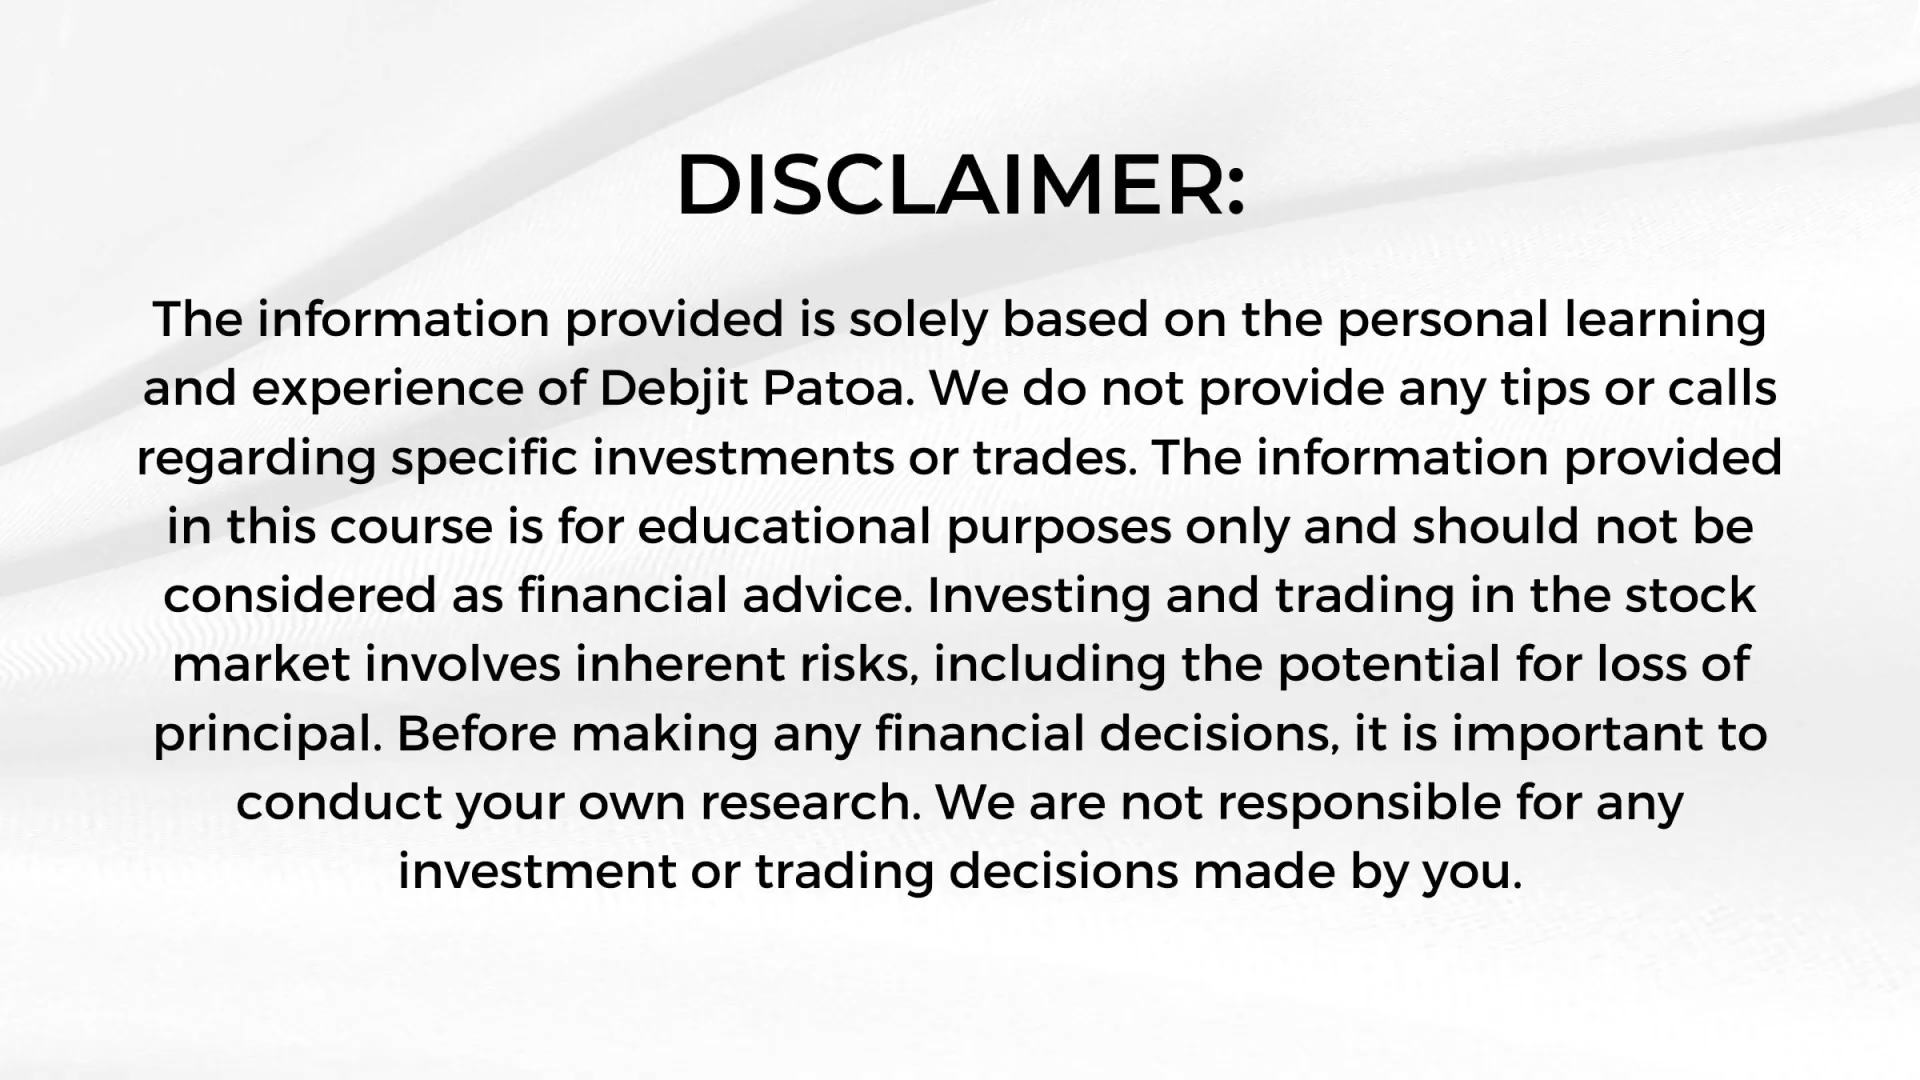 DISCLAIMER:
The information provided is solely based on the personal learning
and experience of Debjit Patoa. We do not provide any tips or calls
regarding specific investments or trades. The information provided
in this course is for educational purposes only and should not be
considered as financial advice. Investing and trading in the stock
market involves inherent risks, including the potential for loss of
principal. Before making any financial decisions, it is important to
conduct your own research. We are not responsible for any
investment or trading decisions made by you.